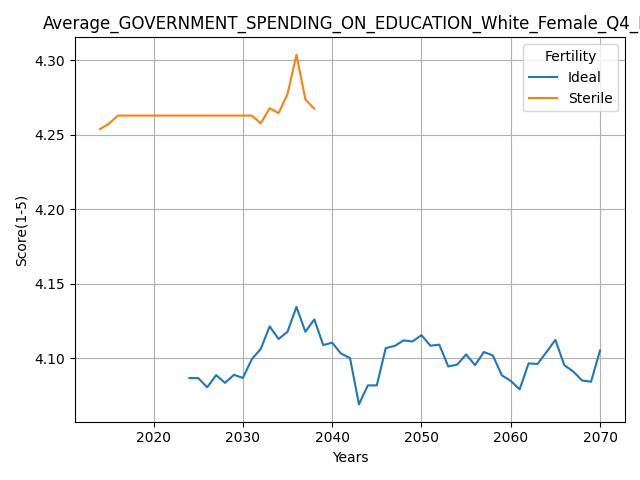 Average_GOVERNMENT_SPENDING_ON_EDUCATION_White_Female_Q4_
Fertility
Ideal
Sterile
4.30
4.25
4.20
4.15
4.10
Score(1-5)
2020 2030 2040 2050 2060 2070
Years